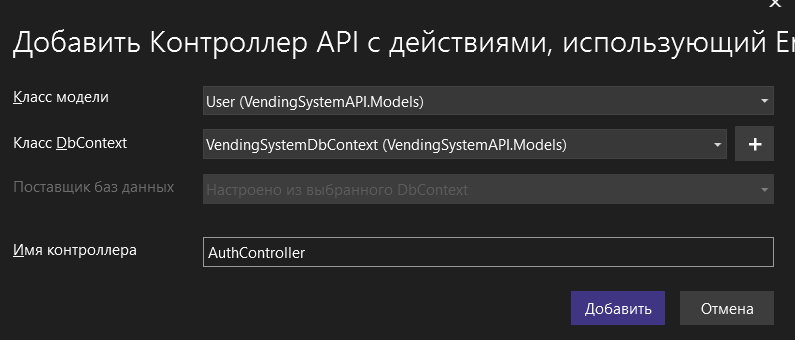 Добавить Контроллер API с действиями, использующий
Класс модели
User (VendingSystemAPI.Models)
Класс DbContext
VendingSystemDbContext (VendingSystemAPI.Models)
+
Поставщик баз данных
Настроено из выбранного DbContext
Имя контроллера
AuthController
Добавить
Отмена